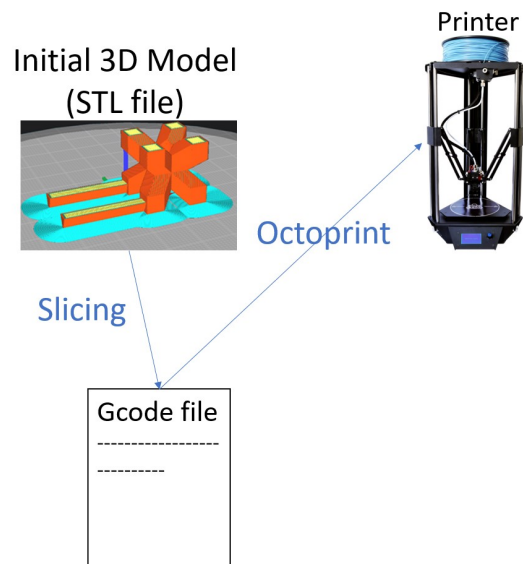 Printer
Initial 3D Model
(STL file)
Octoprint
Slicing
Gcode file
------------------
----------